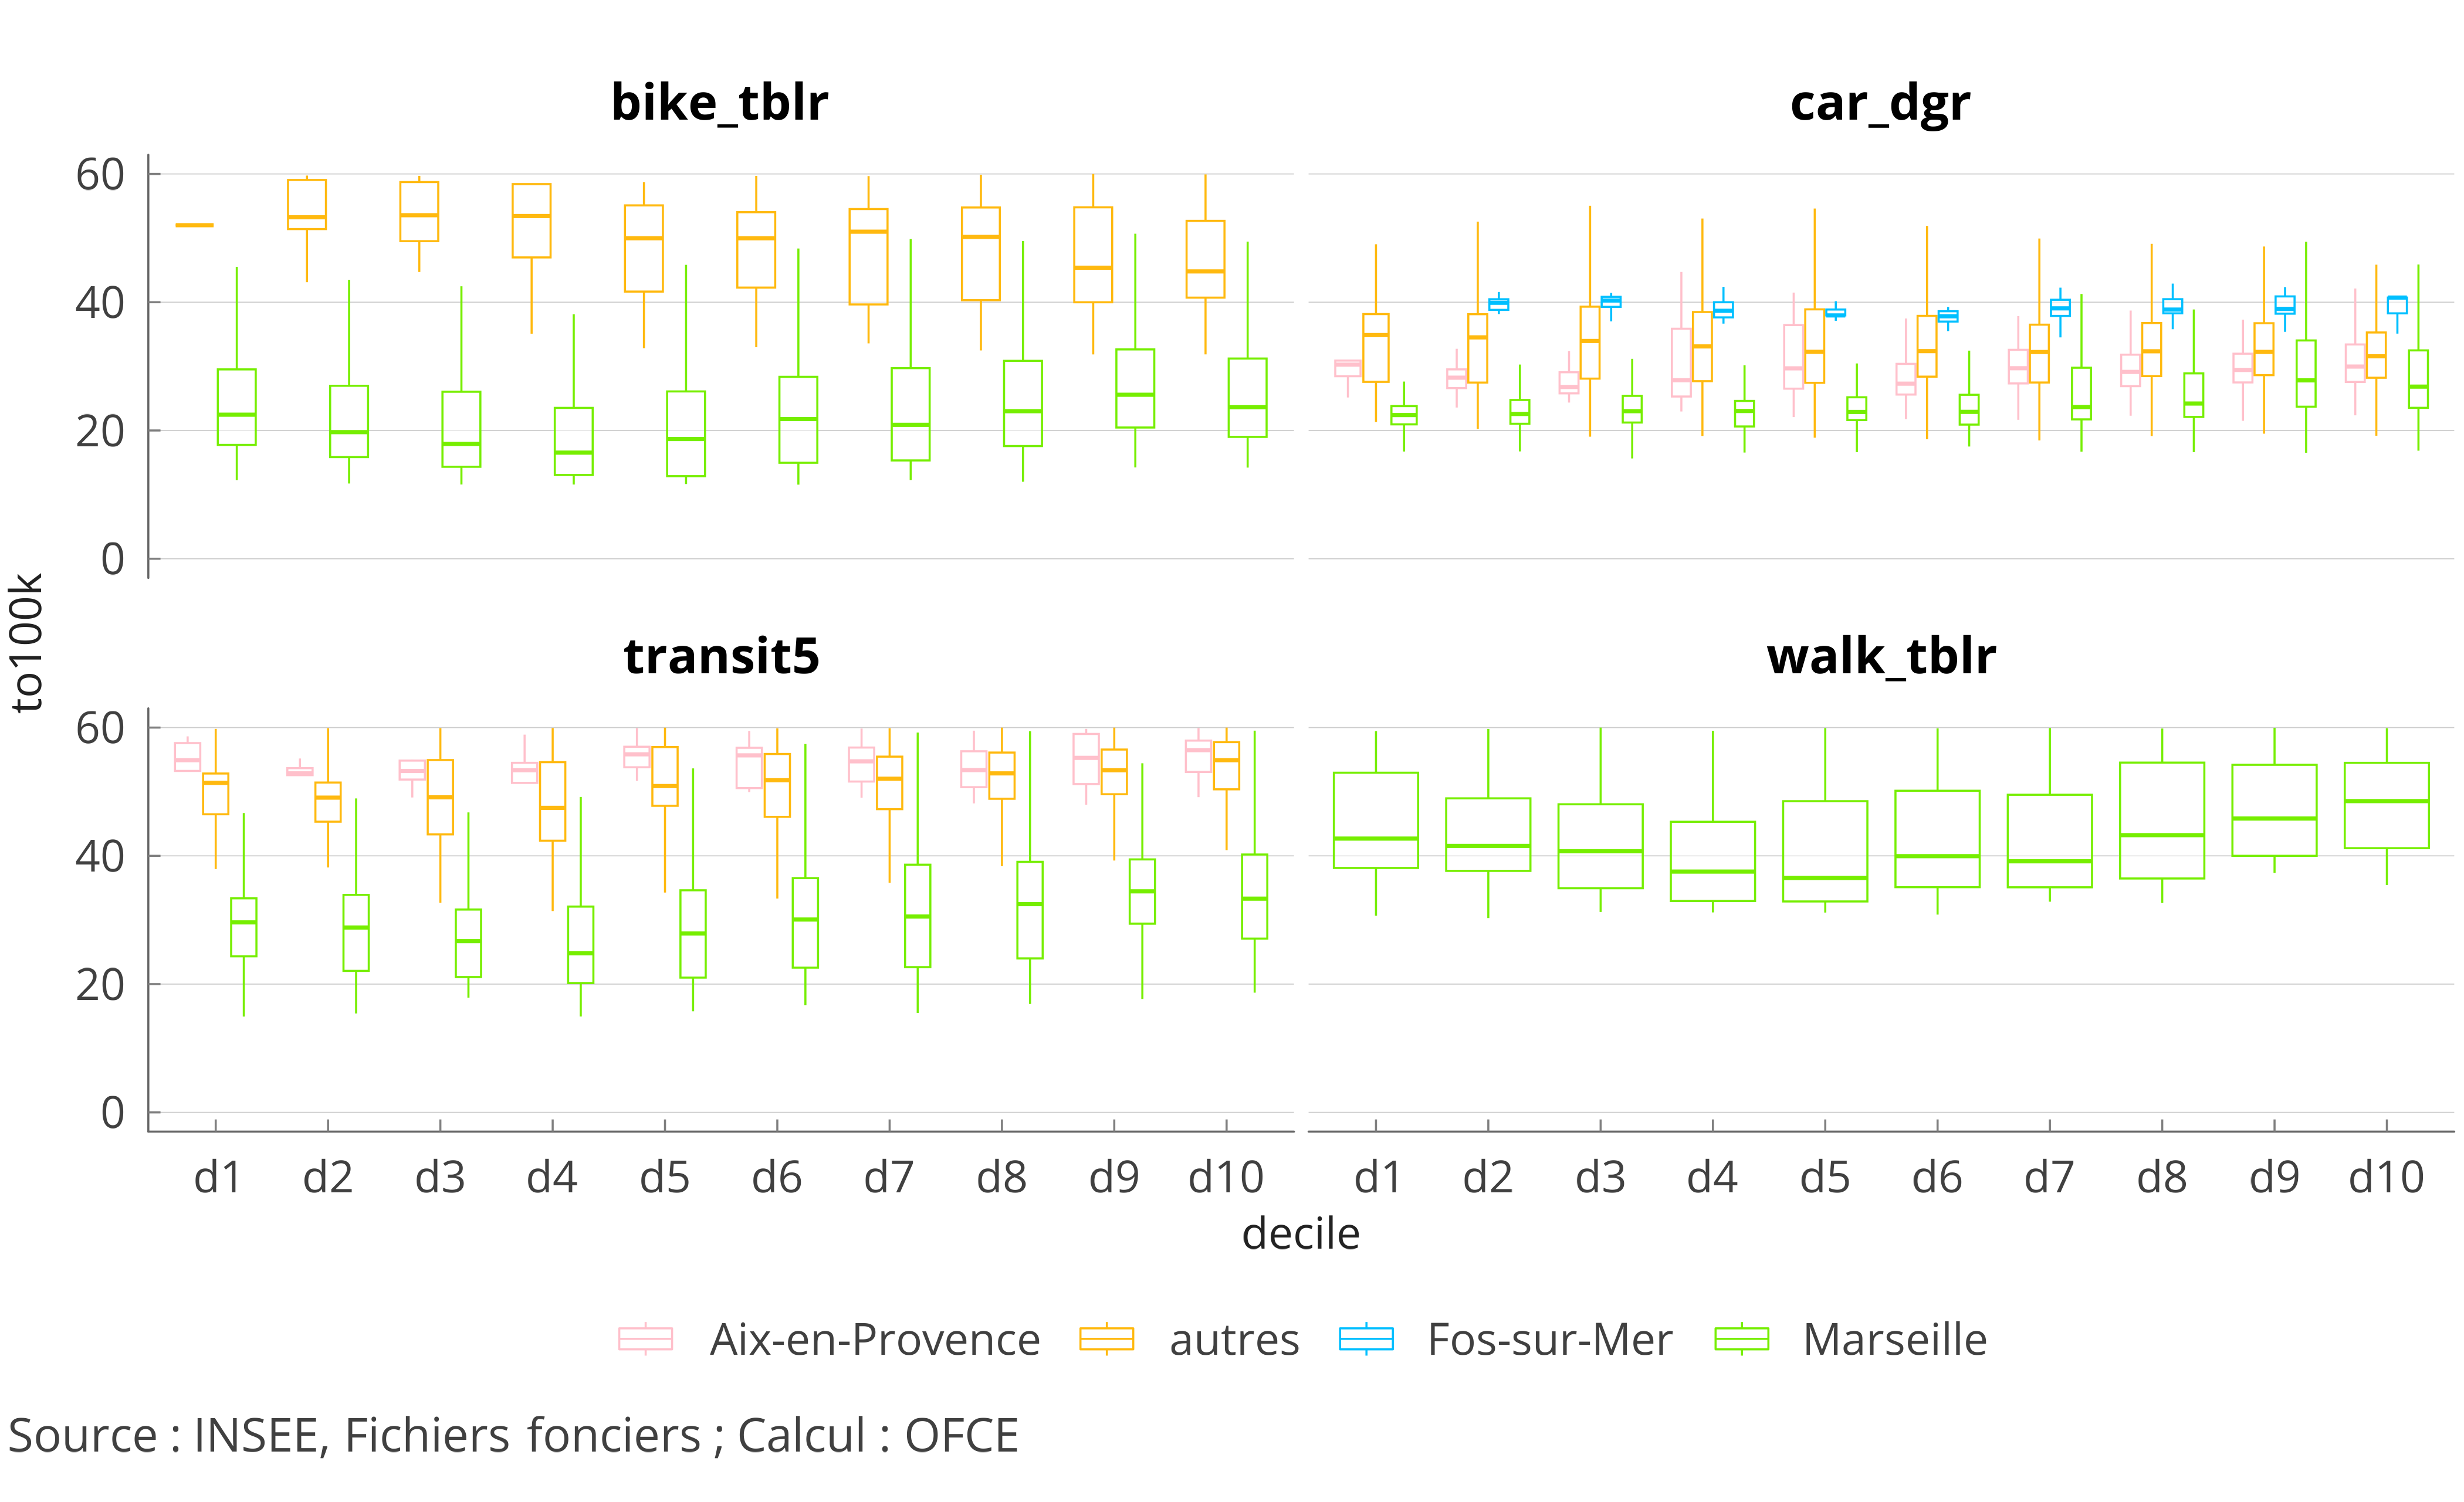 bike_tblr car_dgr
60
40
20
0
to100k
transit5 walk_tblr
60
40
20
0
d1 d2 d3 d4 d5 d6 d7 d8 d9 d10 d1 d2 d3 d4 d5 d6 d7 d8 d9 d10
decile
Aix-en-Provence autres Fos-sur-Mer Marseille
Source : INSEE, Fichiers fonciers ; Calcul : OFCE